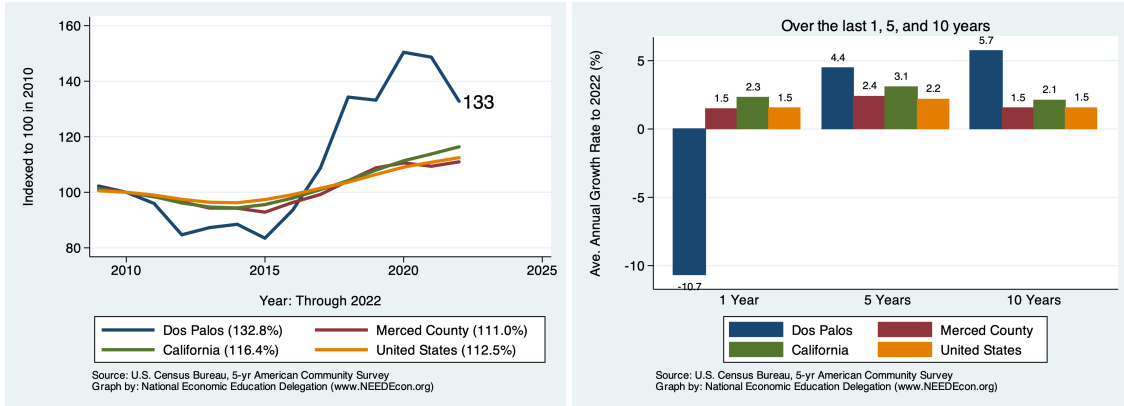 Indexed to 100 in 2010
160
140
120
100
80
133
2010
2015
2020
2025
Year: Through 2022
Dos Palos (132.8%)
Merced County (111.0%)
California (116.4%)
United States (112.5%)
Source: U.S. Census Bureau, 5-yr American Community Survey
Graph by: National Economic Education Delegation (www.NEEDEcon.org)
Over the last 1, 5, and 10 years
Ave. Annual Growth Rate to 2022 (%)
5
0
-5
-10
-10.7
1.5
2.3
1.5
4.4
2.4
3.1
2.2
5.7
1.5
2.1
1.5
1 Year
5 Years
10 Years
Dos Palos
Merced County
California
United States
Source: U.S. Census Bureau, 5-yr American Community Survey
Graph by: National Economic Education Delegation (www.NEEDEcon.org)